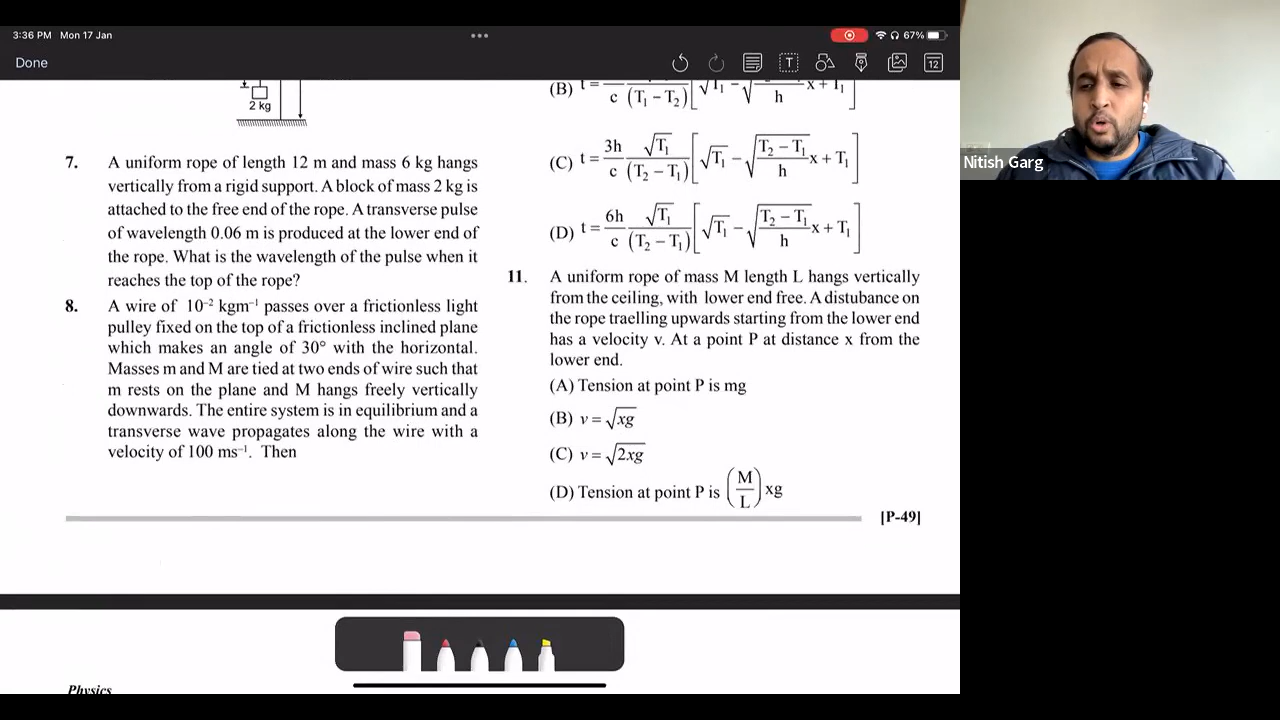 3:36 PM Mon 17 Jan
67%
Done
T
12
2 kg
7. A uniform rope of length 12 m and mass 6 kg hangs
vertically from a rigid support. A block of mass 2 kg is
attached to the free end of the rope. A transverse pulse
of wavelength 0.06 m is produced at the lower end of
the rope. What is the wavelength of the pulse when it
reaches the top of the rope?
8. A wire of 10⁻² kgm⁻¹ passes over a frictionless light
pulley fixed on the top of a frictionless inclined plane
which makes an angle of 30° with the horizontal.
Masses m and M are tied at two ends of wire such that
m rests on the plane and M hangs freely vertically
downwards. The entire system is in equilibrium and a
transverse wave propagates along the wire with a
velocity of 100 ms⁻¹. Then
(B) t = c (T₁ − T₂) [√T₁ − √ h x + T₁]
(C) t = 3h/c √T₁/(T₂ − T₁) [√T₁ − √((T₂ − T₁)/h x + T₁)]
(D) t = 6h/c √T₁/(T₂ − T₁) [√T₁ − √((T₂ − T₁)/h x + T₁)]
11. A uniform rope of mass M length L hangs vertically
from the ceiling, with lower end free. A distubance on
the rope traelling upwards starting from the lower end
has a velocity v. At a point P at distance x from the
lower end.
(A) Tension at point P is mg
(B) v = √xg
(C) v = √2xg
(D) Tension at point P is (M/L) xg
[P-49]
Physics
Nitish Garg